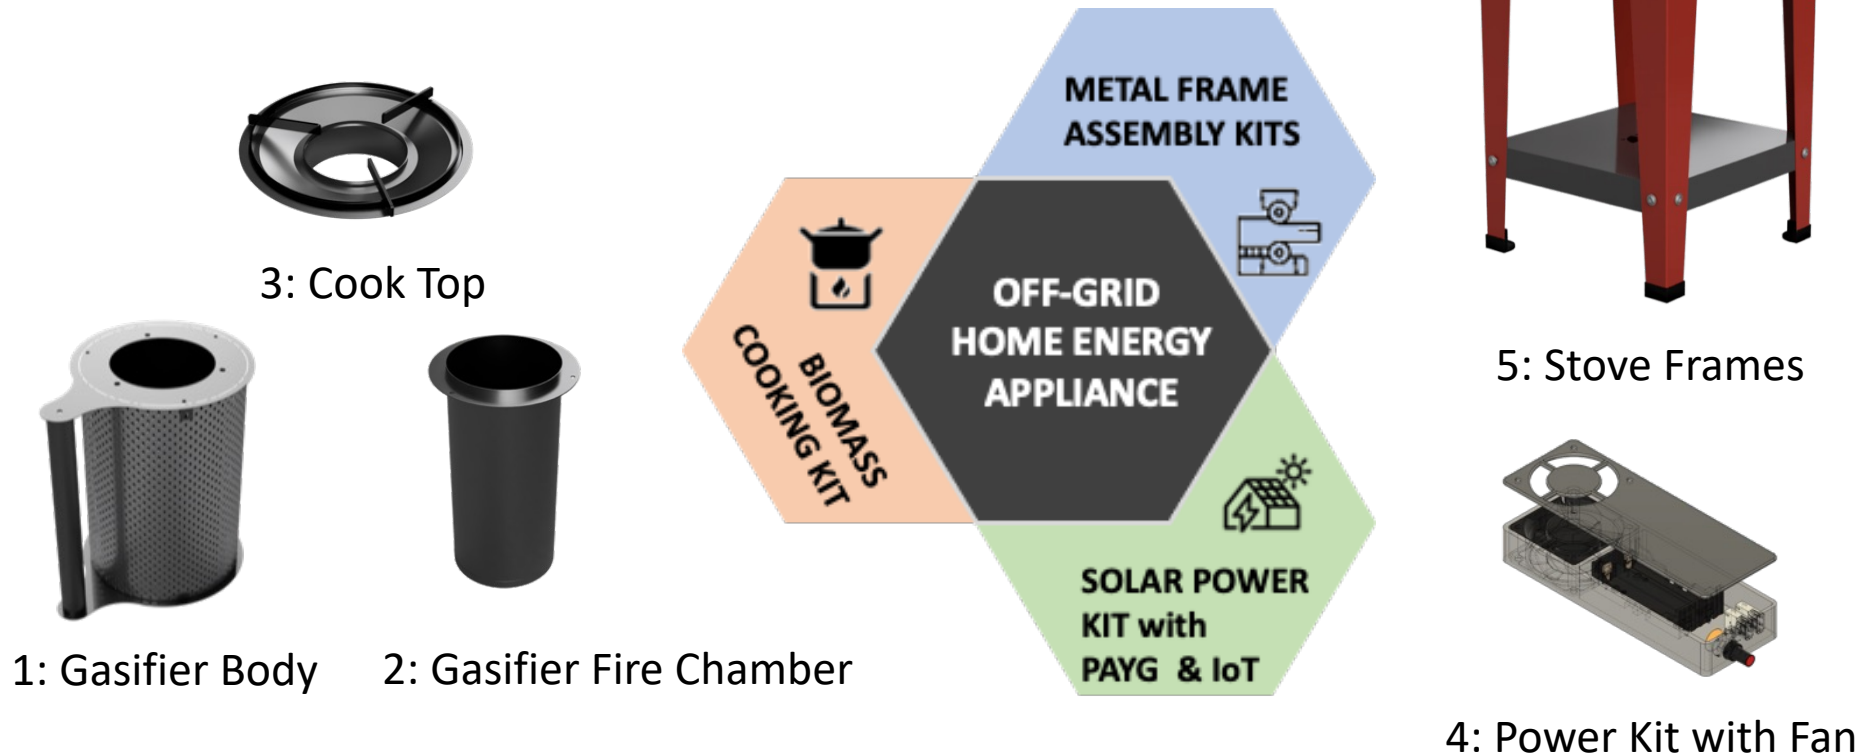 3: Cook Top
1: Gasifier Body
2: Gasifier Fire Chamber
METAL FRAME
ASSEMBLY KITS
BIOMASS
COOKING KIT
OFF-GRID
HOME ENERGY
APPLIANCE
SOLAR POWER
KIT with
PAYG & IoT
5: Stove Frames
4: Power Kit with Fan